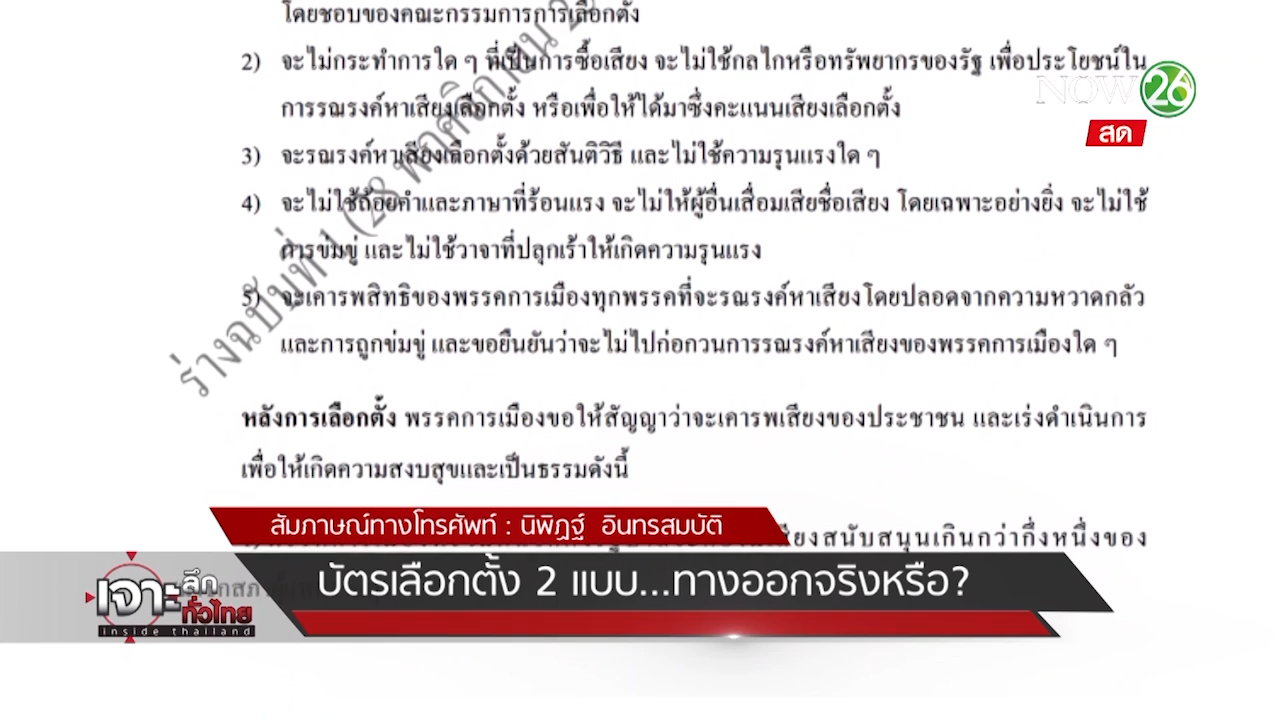 โดยชอบของคณะกรรมการการเลือกตั้ง
2) จะไม่กระทำการใด ๆ ที่เป็นการซื้อเสียง จะไม่ใช้กลไกหรือทรัพยากรของรัฐ เพื่อประโยชน์ใน
การรณรงค์หาเสียงเลือกตั้ง หรือเพื่อให้ได้มาซึ่งคะแนนเสียงเลือกตั้ง
NOW 26
สด
3) จะรณรงค์หาเสียงเลือกตั้งด้วยสันติวิธี และไม่ใช้ความรุนแรงใด ๆ
4) จะไม่ใช้ถ้อยคำและภาษาที่ร้อนแรง จะไม่ให้ผู้อื่นเสื่อมเสียชื่อเสียง โดยเฉพาะอย่างยิ่ง จะไม่ใช้
การข่มขู่ และไม่ใช้วาจาที่ปลุกเร้าให้เกิดความรุนแรง
5) จะเคารพสิทธิของพรรคการเมืองทุกพรรคที่จะรณรงค์หาเสียงโดยปลอดจากความหวาดกลัว
และการถูกข่มขู่ และขอยืนยันว่าจะไม่ไปก่อกวนการรณรงค์หาเสียงของพรรคการเมืองใด ๆ
ร่างฉบับที่ 1 (28 พฤศจิกายน 2
หลังการเลือกตั้ง พรรคการเมืองขอให้สัญญาว่าจะเคารพเสียงของประชาชน และเร่งดำเนินการ
เพื่อให้เกิดความสงบสุขและเป็นธรรมดังนี้
สัมภาษณ์ทางโทรศัพท์ : นิพิฏฐ์ อินทรสมบัติ
เสียงสนับสนุนเกินกว่ากึ่งหนึ่งของ
บัตรเลือกตั้ง 2 แบบ...ทางออกจริงหรือ?
เจาะลึกทั่วไทย
inside thailand